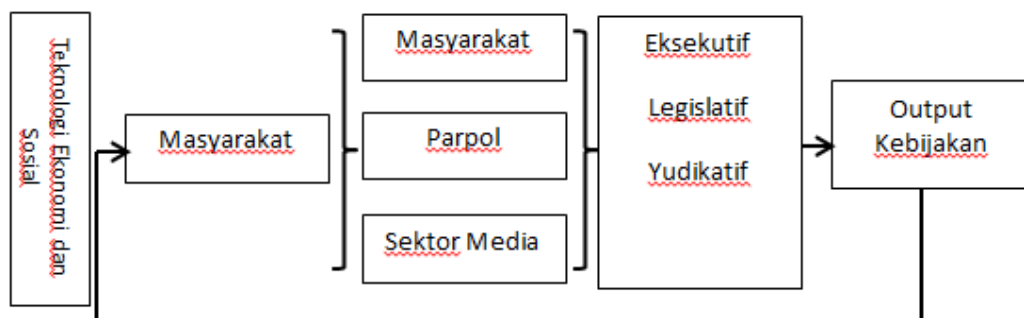 Teknologi Ekonomi dan
Sosial
Masyarakat
Masyarakat
Parpol
Sektor Media
Eksekutif
Legislatif
Yudikatif
Output
Kebijakan